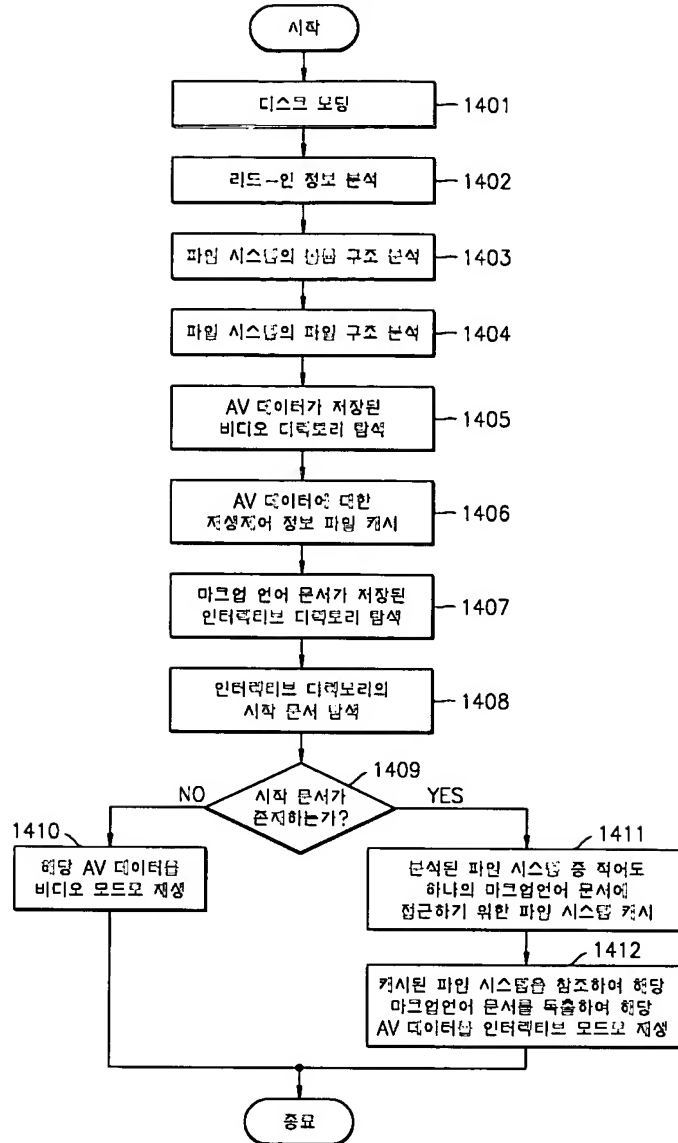 시작
디스크 로딩
1401
리드-인 정보 분석
1402
파일 시스템의 볼륨 구조 분석
1403
파일 시스템의 파일 구조 분석
1404
AV 데이터가 저장된
비디오 디렉토리 탐색
1405
AV 데이터에 대한
재생제어 정보 파일 캐시
1406
마크업 언어 문서가 저장된
인터랙티브 디렉토리 탐색
1407
인터랙티브 디렉토리의
시작 문서 탐색
1408
1409
시작 문서가
존재하는가?
NO
YES
1410
해당 AV 데이터를
비디오 모드로 재생
1411
분석된 파일 시스템 중 적어도
하나의 마크업언어 문서에
접근하기 위한 파일 시스템 캐시
1412
캐시된 파일 시스템을 참조하여 해당
마크업언어 문서를 독출하여 해당
AV 데이터를 인터랙티브 모드로 재생
종료